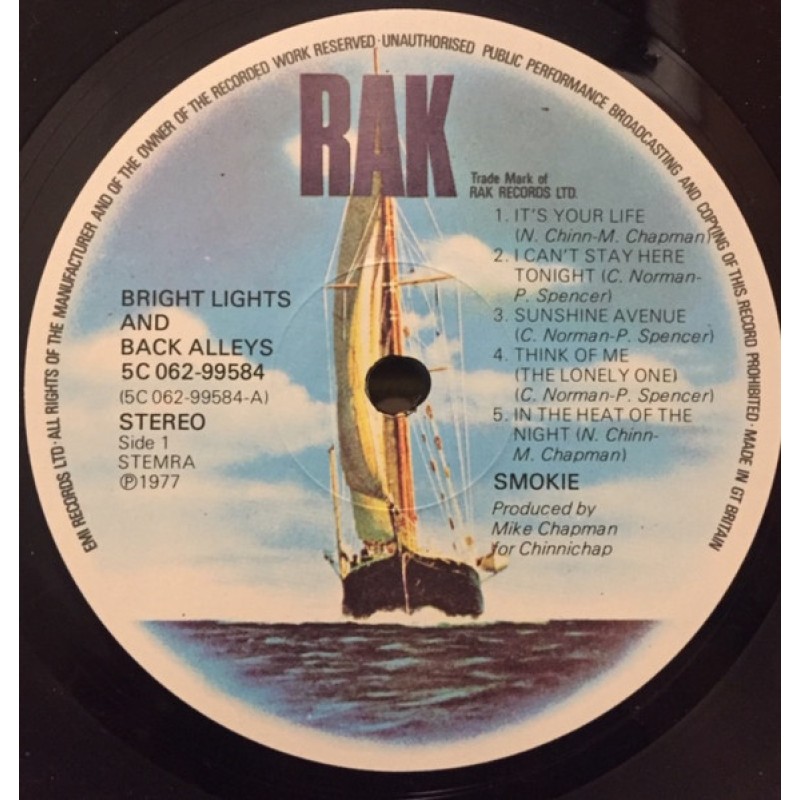 EMI RECORDS LTD · ALL RIGHTS OF THE MANUFACTURER AND OF THE OWNER OF THE RECORDED WORK RESERVED · UNAUTHORISED PUBLIC PERFORMANCE BROADCASTING AND COPYING OF THIS RECORD PROHIBITED · MADE IN GT BRITAIN
RAK
Trade Mark of
RAK RECORDS LTD.
BRIGHT LIGHTS
AND
BACK ALLEYS
5C 062-99584
(5C 062-99584-A)
STEREO
Side 1
STEMRA
℗1977
1. IT'S YOUR LIFE
(N. Chinn-M. Chapman)
2. I CAN'T STAY HERE
TONIGHT (C. Norman-
P. Spencer)
3. SUNSHINE AVENUE
(C. Norman-P. Spencer)
4. THINK OF ME
(THE LONELY ONE)
(C. Norman-P. Spencer)
5. IN THE HEAT OF THE
NIGHT (N. Chinn-
M. Chapman)
SMOKIE
Produced by
Mike Chapman
for Chinnichap